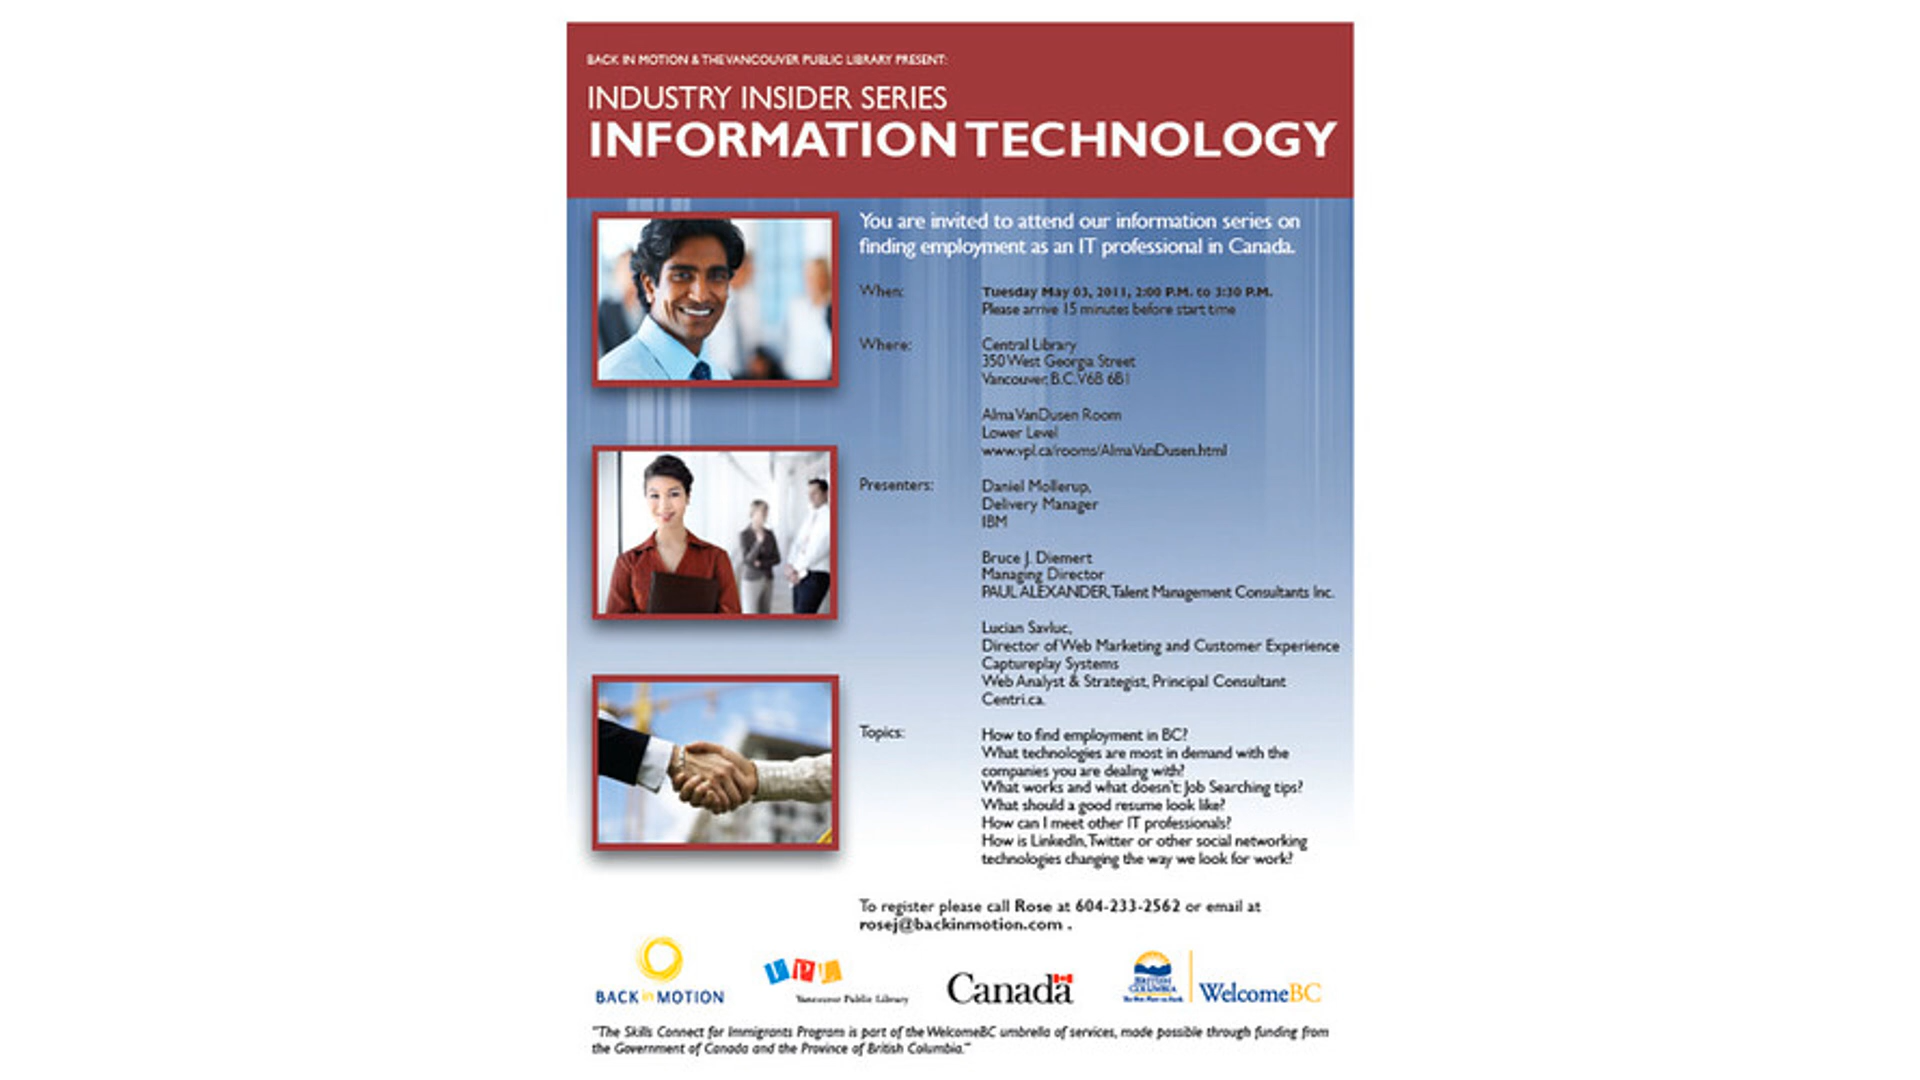 BACK IN MOTION & THE VANCOUVER PUBLIC LIBRARY PRESENT:
INDUSTRY INSIDER SERIES
INFORMATION TECHNOLOGY
You are invited to attend our information series on
finding employment as an IT professional in Canada.
When:
Tuesday May 03, 2011, 2:00 P.M. to 3:30 P.M.
Please arrive 15 minutes before start time
Where:
Central Library
350 West Georgia Street
Vancouver, B.C. V6B 6B1
Alma VanDusen Room
Lower Level
www.vpl.ca/rooms/AlmaVanDusen.html
Presenters:
Daniel Mollerup,
Delivery Manager
IBM
Bruce J. Diemert
Managing Director
PAUL ALEXANDER, Talent Management Consultants Inc.
Lucian Savluc,
Director of Web Marketing and Customer Experience
Captureplay Systems
Web Analyst & Strategist, Principal Consultant
Centri.ca.
Topics:
How to find employment in BC?
What technologies are most in demand with the
companies you are dealing with?
What works and what doesn't: Job Searching tips?
What should a good resume look like?
How can I meet other IT professionals?
How is LinkedIn, Twitter or other social networking
technologies changing the way we look for work?
To register please call Rose at 604-233-2562 or email at
rosej@backinmotion.com .
BACK in MOTION
VPL
Vancouver Public Library
Canada
BRITISH
COLUMBIA
The Best Place on Earth
WelcomeBC
"The Skills Connect for Immigrants Program is part of the WelcomeBC umbrella of services, made possible through funding from
the Government of Canada and the Province of British Columbia."